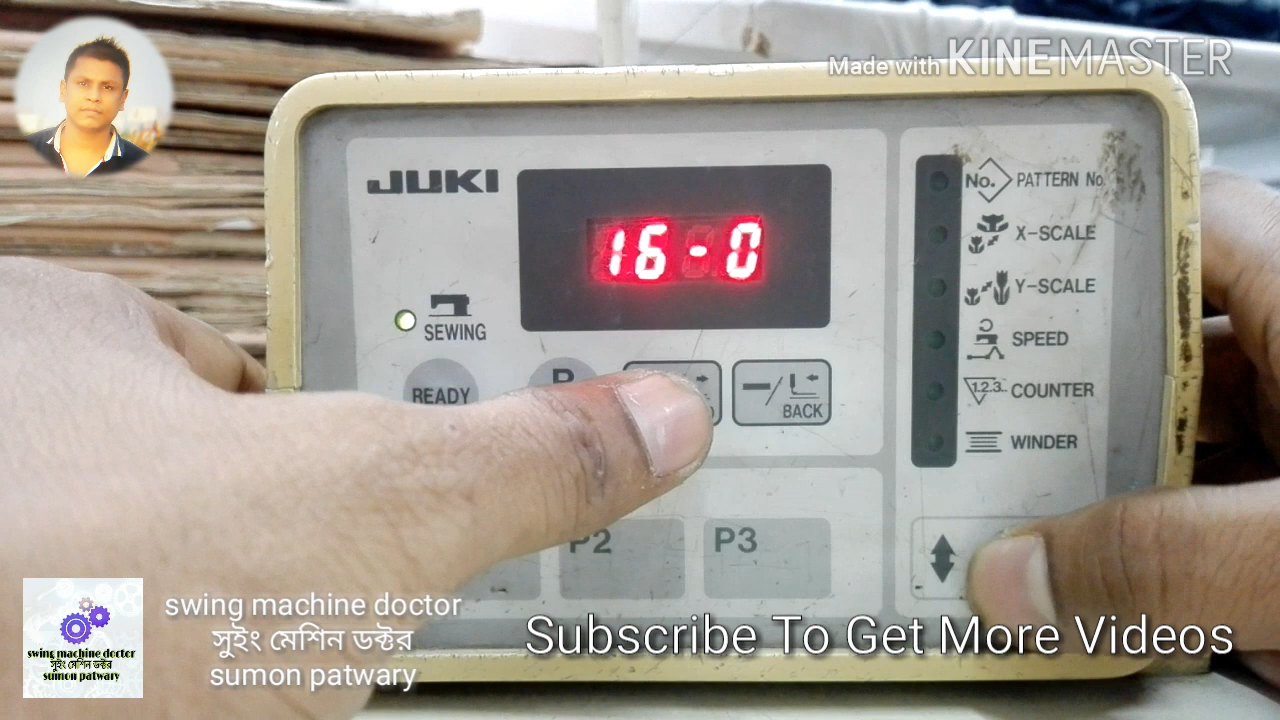 Made with KINEMASTER
JUKI
16-0
No. PATTERN No.
X-SCALE
Y-SCALE
SEWING
SPEED
READY
P
BACK
1.2.3.. COUNTER
WINDER
P2
P3
swing machine doctor
সুইং মেশিন ডক্টর
sumon patwary
swing machine doctor
সুইং মেশিন ডক্টর
sumon patwary
Subscribe To Get More Videos